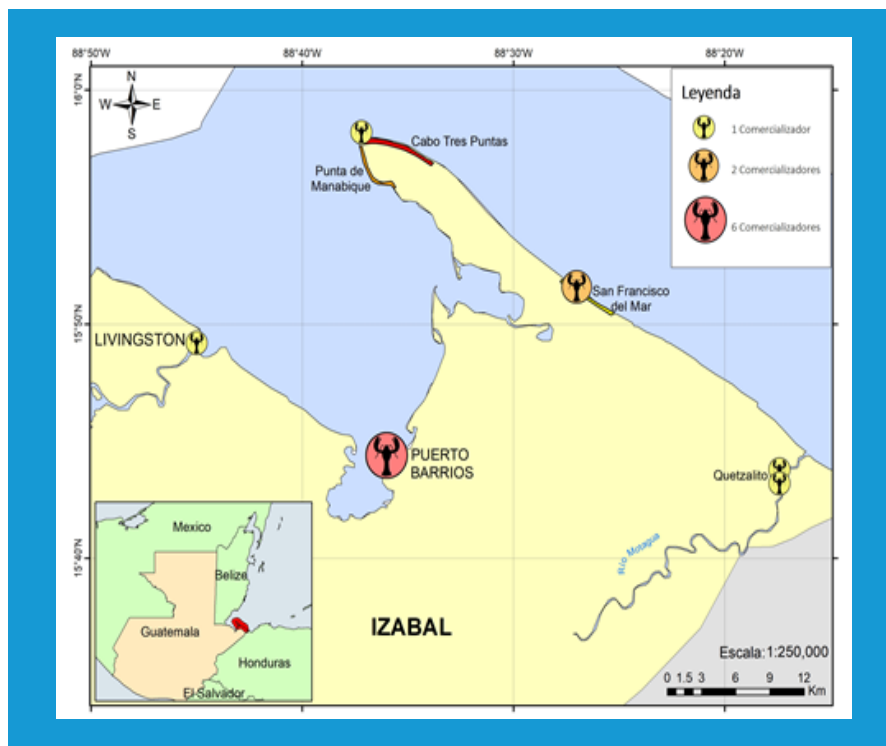 88°50'W
88°40'W
88°30'W
88°20'W
16°0'N
15°50'N
15°40'N
N
W
E
S
Leyenda
1 Comercializador
2 Comercializadores
6 Comercializadores
Cabo Tres Puntas
Punta de
Manabique
San Francisco
del Mar
LIVINGSTON
PUERTO
BARRIOS
Quetzalito
Río Motagua
IZABAL
Mexico
Belize
Guatemala
Honduras
El Salvador
Escala:1:250,000
0 1.5 3 6 9 12
Km